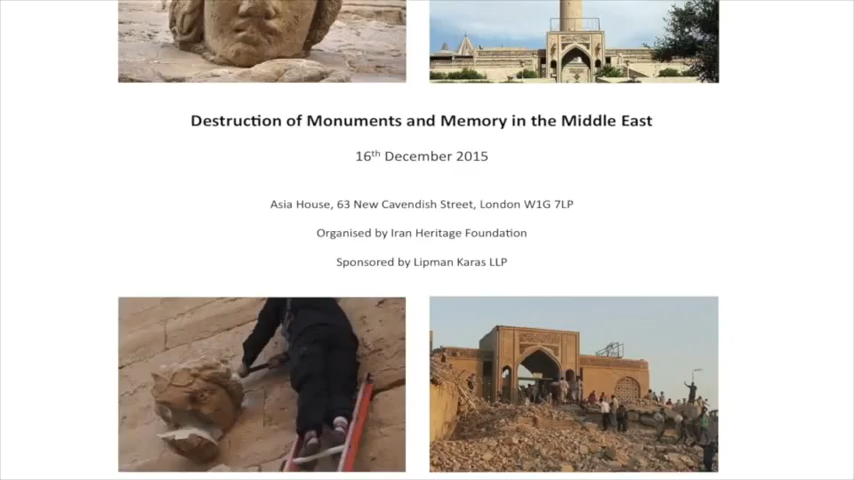 Destruction of Monuments and Memory in the Middle East
16th December 2015
Asia House, 63 New Cavendish Street, London W1G 7LP
Organised by Iran Heritage Foundation
Sponsored by Lipman Karas LLP